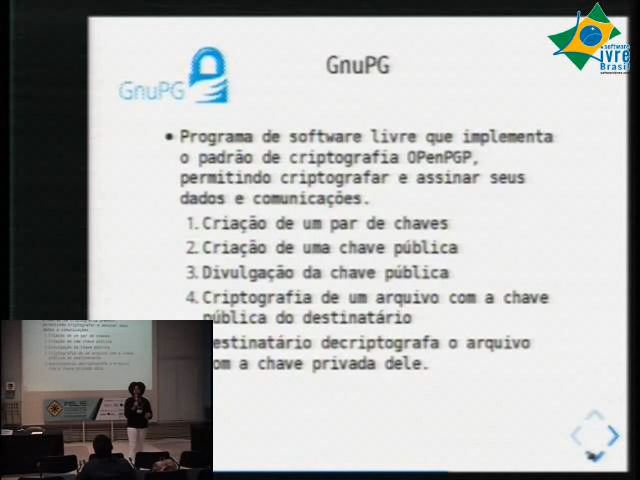 GnuPG
GnuPG
software
livre
Brasil
• Programa de software livre que implementa
o padrão de criptografia OPenPGP,
permitindo criptografar e assinar seus
dados e comunicações.
1. Criação de um par de chaves
2. Criação de uma chave pública
3. Divulgação da chave pública
4. Criptografia de um arquivo com a chave
pública do destinatário
estinatário decriptografa o arquivo
om a chave privada dele.